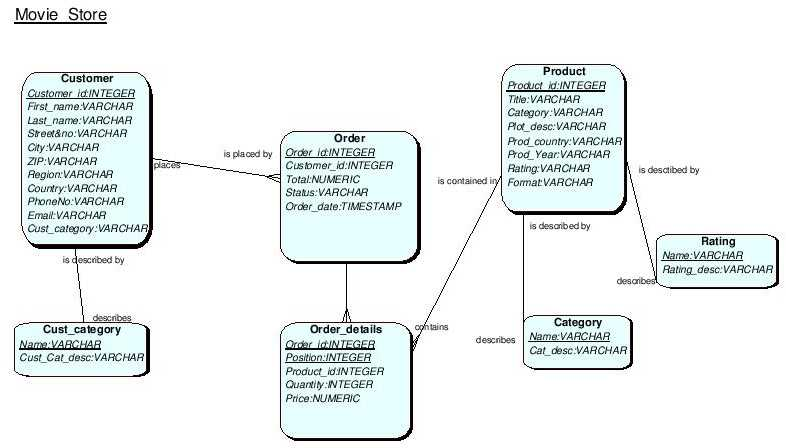 Movie Store
Customer
Customer_id:INTEGER
First_name:VARCHAR
Last_name:VARCHAR
Street&no:VARCHAR
City:VARCHAR
ZIP:VARCHAR
Region:VARCHAR
Country:VARCHAR
PhoneNo:VARCHAR
Email:VARCHAR
Cust_category:VARCHAR
places
is placed by
Order
Order_id:INTEGER
Customer_id:INTEGER
Total:NUMERIC
Status:VARCHAR
Order_date:TIMESTAMP
Product
Product_id:INTEGER
Title:VARCHAR
Category:VARCHAR
Plot_desc:VARCHAR
Prod_country:VARCHAR
Prod_Year:VARCHAR
Rating:VARCHAR
Format:VARCHAR
is contained in
is desctibed by
is described by
Rating
Name:VARCHAR
Rating_desc:VARCHAR
describes
is described by
describes
Cust_category
Name:VARCHAR
Cust_Cat_desc:VARCHAR
Order_details
Order_id:INTEGER
Position:INTEGER
Product_id:INTEGER
Quantity:INTEGER
Price:NUMERIC
contains
describes
Category
Name:VARCHAR
Cat_desc:VARCHAR